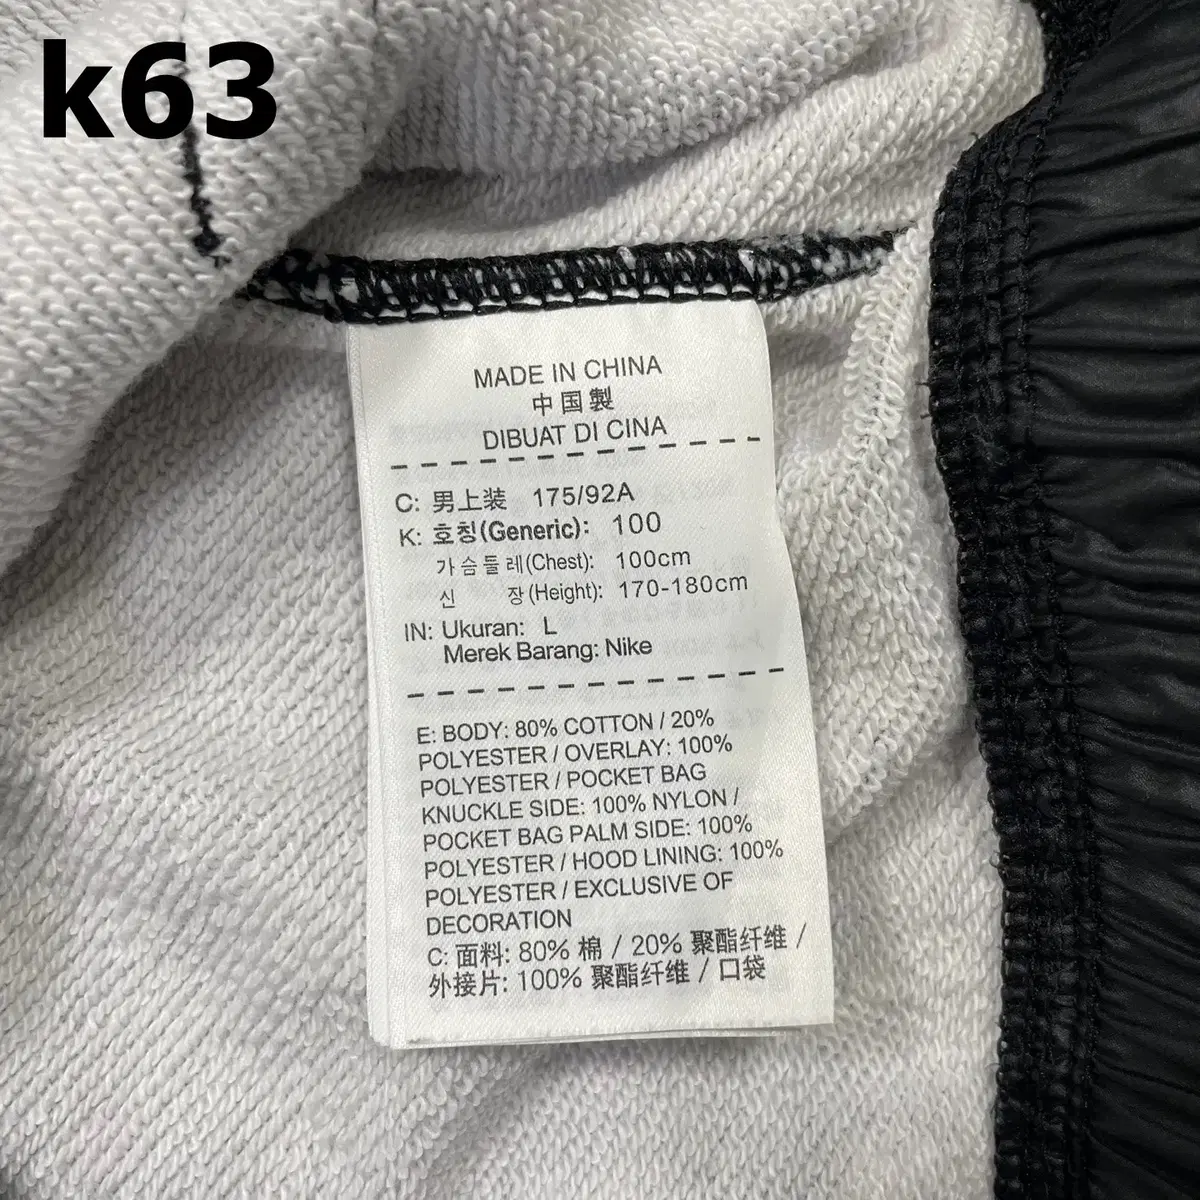 k63
MADE IN CHINA
中国製
DIBUAT DI CINA
C: 男上装 175/92A
K: 호칭(Generic): 100
가슴둘레(Chest): 100cm
신 장(Height): 170-180cm
IN: Ukuran: L
Merek Barang: Nike
E: BODY: 80% COTTON / 20%
POLYESTER / OVERLAY: 100%
POLYESTER / POCKET BAG
KNUCKLE SIDE: 100% NYLON /
POCKET BAG PALM SIDE: 100%
POLYESTER / HOOD LINING: 100%
POLYESTER / EXCLUSIVE OF
DECORATION
C: 面料: 80% 棉 / 20% 聚酯纤维 /
外接片: 100% 聚酯纤维 / 口袋